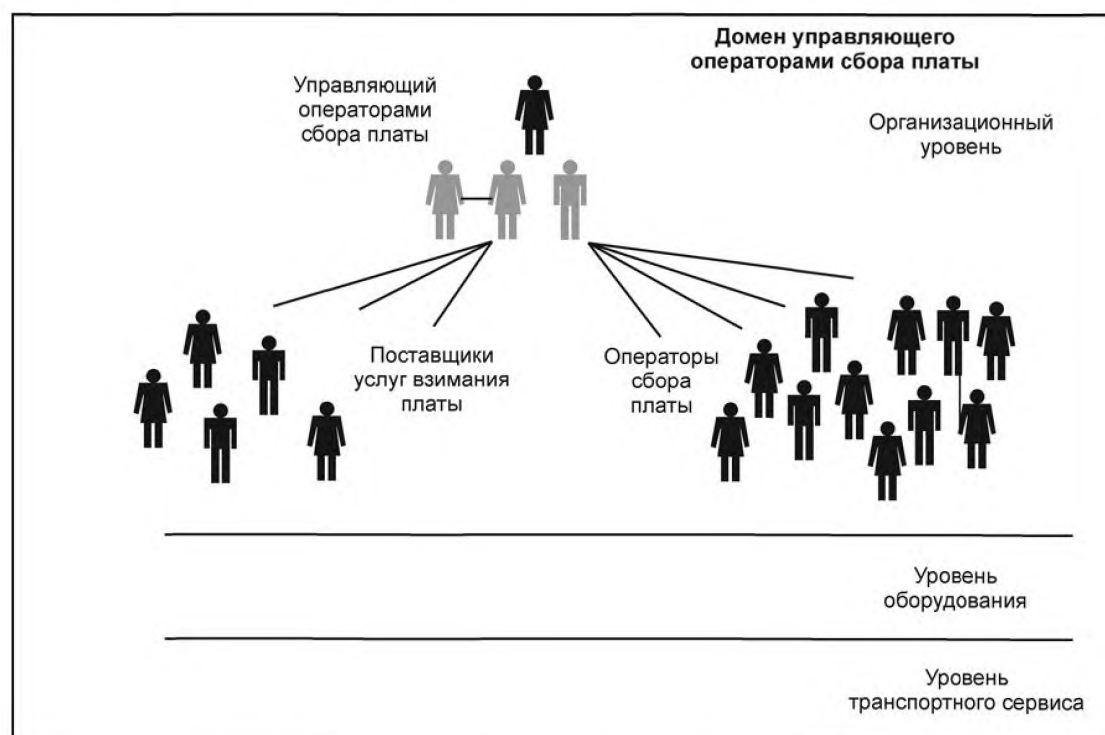 Домен управляющего
операторами сбора платы
Управляющий
операторами
сбора платы
Организационный
уровень
Поставщики
услуг взимания
платы
Операторы
сбора
платы
Уровень
оборудования
Уровень
транспортного сервиса